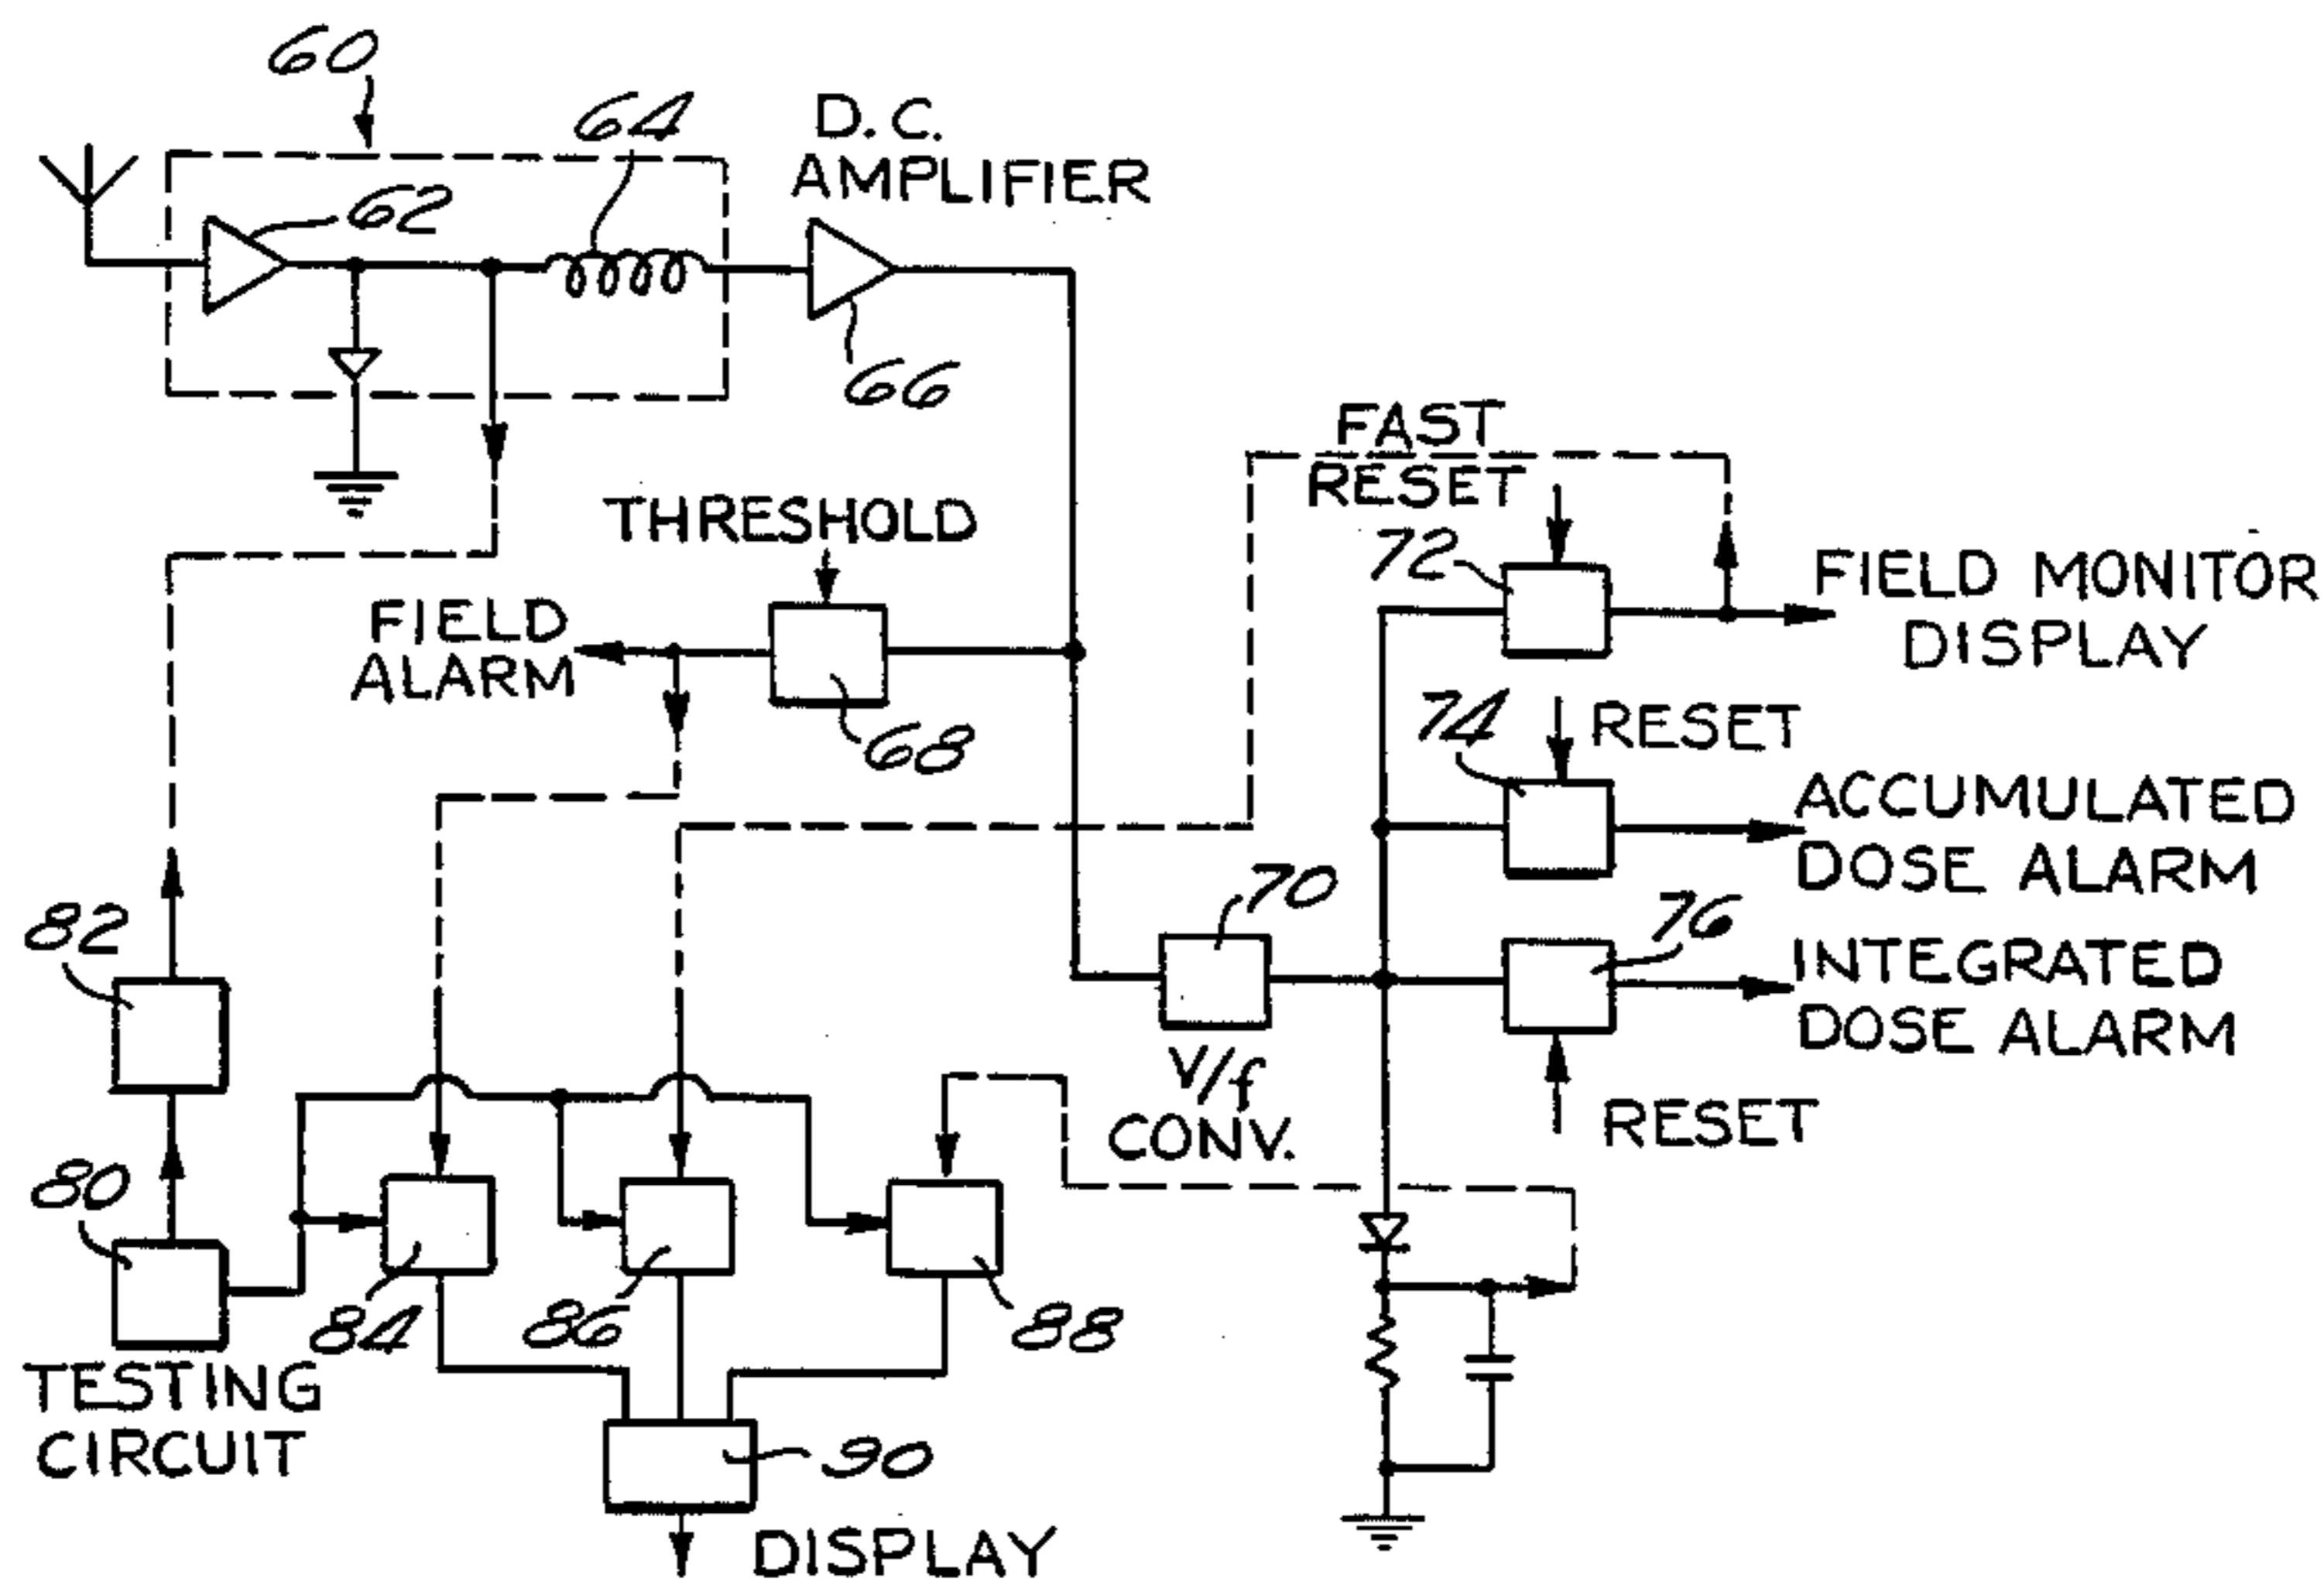 60
64
D.C.
AMPLIFIER
62
66
FAST
RESET
THRESHOLD
72
FIELD MONITOR
DISPLAY
FIELD
ALARM
68
74
RESET
ACCUMULATED
DOSE ALARM
70
76
82
INTEGRATED
DOSE ALARM
V/f
CONV.
RESET
80
84
86
88
TESTING
CIRCUIT
90
DISPLAY